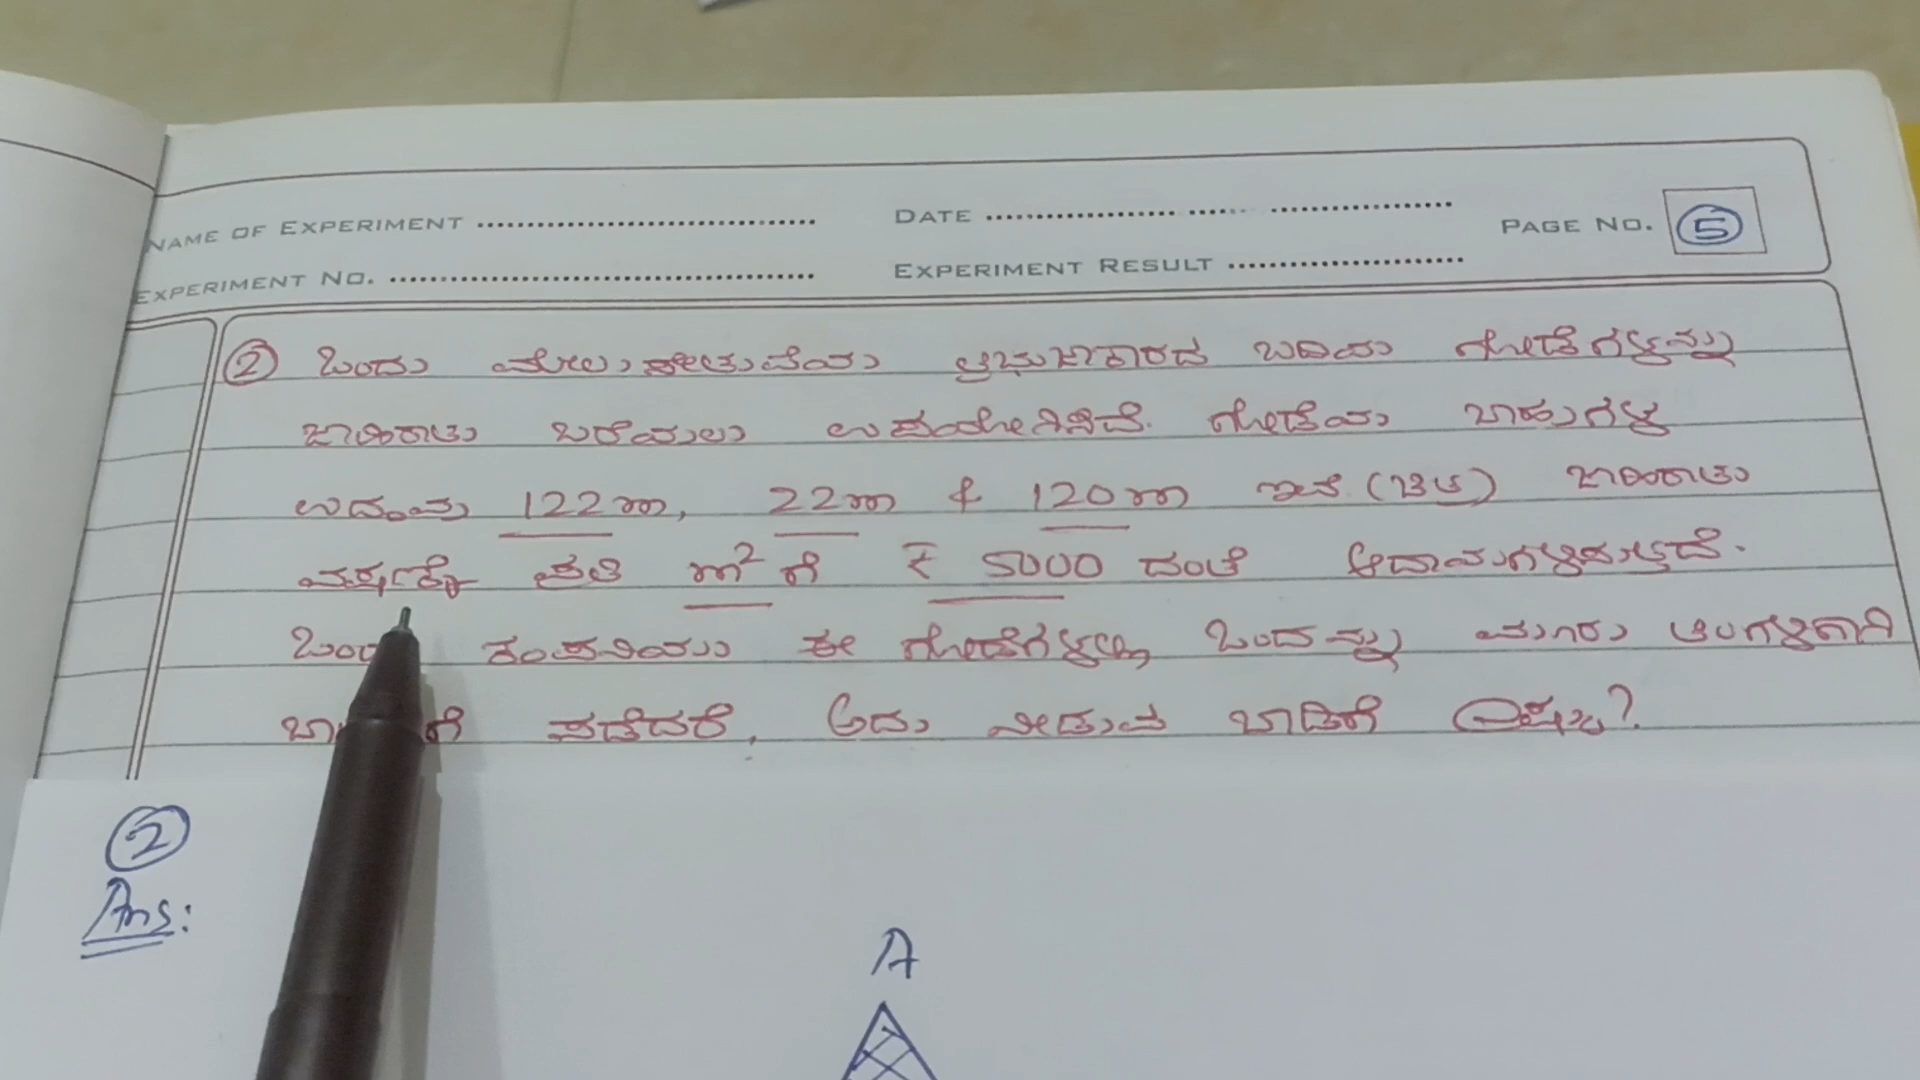 NAME OF EXPERIMENT
DATE
PAGE NO. 5
EXPERIMENT NO.
EXPERIMENT RESULT
② ಒಂದು ಮೇಲು ಸೇತುವೆಯ ತ್ರಿಭುಜಾಕಾರದ ಬದಿಯ ಗೋಡೆಗಳನ್ನು
ಜಾಹಿರಾತು ಬರೆಯಲು ಉಪಯೋಗಿಸಿದೆ. ಗೋಡೆಯ ಬಾಹುಗಳ
ಉದ್ದವು 122m, 22m & 120m ಇವೆ. (ಚಿತ್ರ) ಜಾಹಿರಾತು
ವರ್ಷಕ್ಕೆ ಪ್ರತಿ m² ಗೆ ₹ 5000 ದಂತೆ ಆದಾಯಗಳಿಸುತ್ತದೆ.
ಕಂಪನಿಯು ಈ ಗೋಡೆಗಳಲ್ಲಿ ಒಂದನ್ನು ಮೂರು ತಿಂಗಳಿಗಾಗಿ
ಪಡೆದರೆ, ಅದು ನೀಡುವ ಬಾಡಿಗೆ ಎಷ್ಟು?
②
Ans:
A